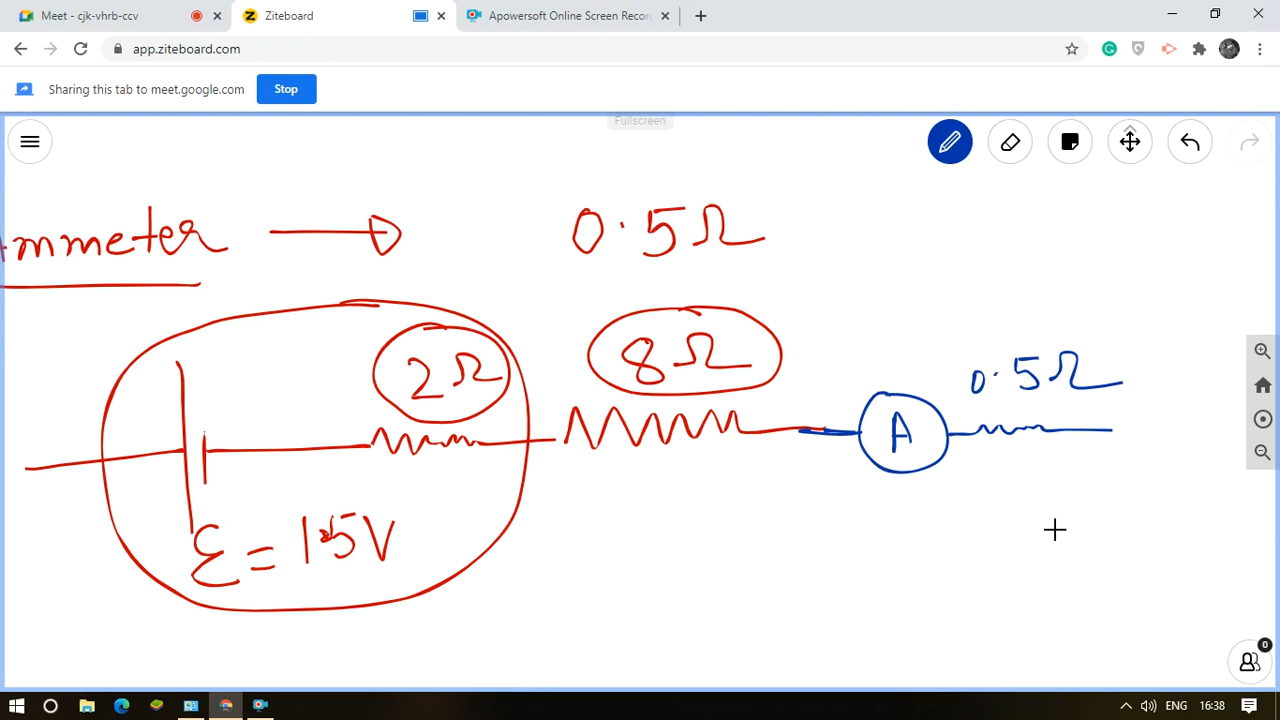 Meet - cjk-vhrb-ccv
Ziteboard
Apowersoft Online Screen Recor
app.ziteboard.com
Sharing this tab to meet.google.com
Stop
Fullscreen
mmeter → 0.5Ω
2Ω
8Ω
0.5Ω
A
Ɛ = 1.5V
0
ENG
16:38